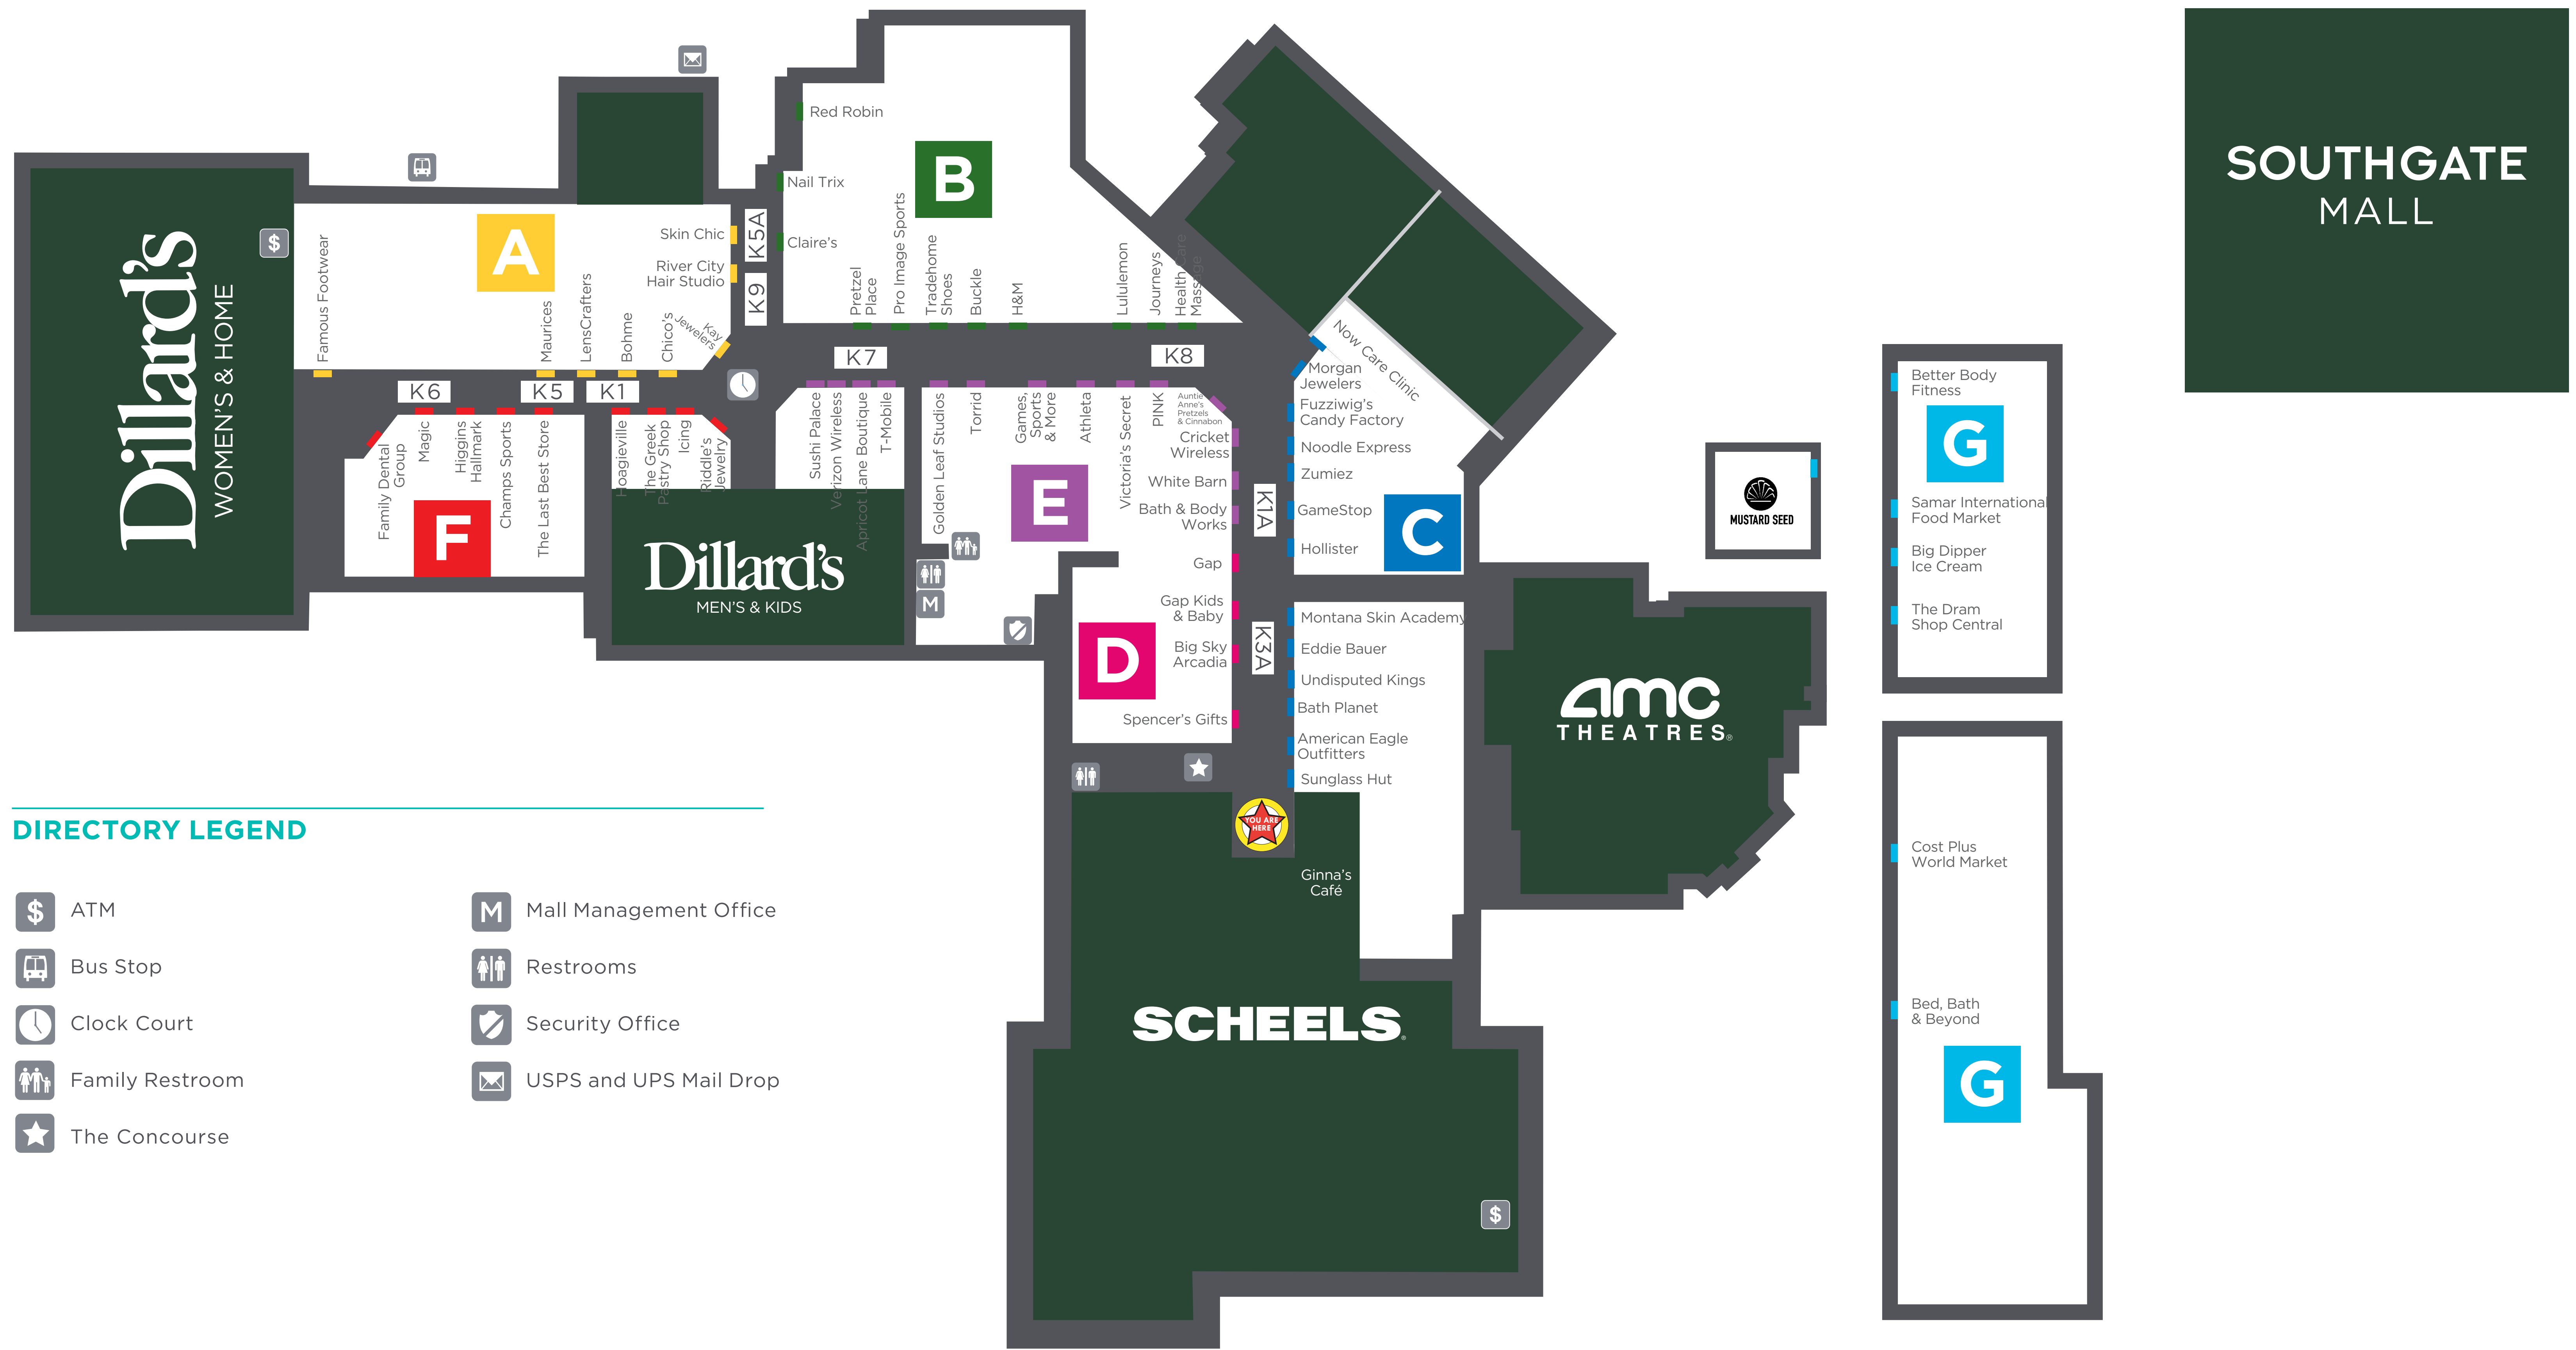 SOUTHGATE
MALL
Dillard's
WOMEN'S & HOME
$
A
Famous Footwear
Maurices
LensCrafters
Bohme
Chico's
Kay
Jewelers
Skin Chic
River City
Hair Studio
K5A
K9
B
Red Robin
Nail Trix
Claire's
Pretzel
Place
Pro Image Sports
Tradehome
Shoes
Buckle
H&M
Lululemon
Journeys
Health Care
Massage
K6
K5
K1
K7
K8
F
Family Dental
Group
Magic
Higgins
Hallmark
Champs Sports
The Last Best Store
Hoagieville
The Greek
Pastry Shop
Icing
Riddle's
Jewelry
Dillard's
MEN'S & KIDS
E
Sushi Palace
Verizon Wireless
Apricot Lane Boutique
T-Mobile
Golden Leaf Studios
Torrid
Games,
Sports
& More
Athleta
Victoria's Secret
PINK
Auntie
Anne's
Pretzels
& Cinnabon
Cricket
Wireless
White Barn
Bath & Body
Works
M
K1A
K3A
D
Gap
Gap Kids
& Baby
Big Sky
Arcadia
Spencer's Gifts
C
Now Care Clinic
Morgan
Jewelers
Fuzziwig's
Candy Factory
Noodle Express
Zumiez
GameStop
Hollister
Montana Skin Academy
Eddie Bauer
Undisputed Kings
Bath Planet
American Eagle
Outfitters
Sunglass Hut
YOU ARE
HERE
Ginna's
Café
SCHEELS®
$
amc
THEATRES®
MUSTARD SEED
Better Body
Fitness
G
Samar International
Food Market
Big Dipper
Ice Cream
The Dram
Shop Central
Cost Plus
World Market
Bed, Bath
& Beyond
G
DIRECTORY LEGEND
$ ATM
Bus Stop
Clock Court
Family Restroom
The Concourse
M Mall Management Office
Restrooms
Security Office
USPS and UPS Mail Drop